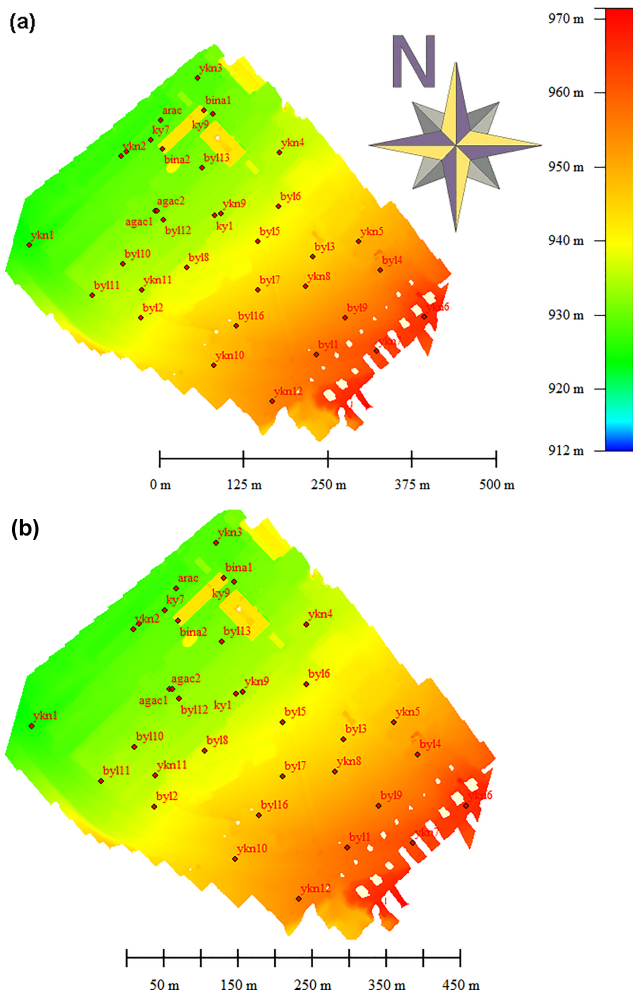 (a)
N
970 m
960 m
950 m
940 m
930 m
920 m
912 m
ykn3
bina1
arac
ky7
ky9
ykn2
bina2
byl13
ykn4
agac2
agac1
byl12
ykn9
ky1
byl6
ykn1
byl5
ykn5
byl3
byl10
byl8
byl4
byl11
ykn11
byl7
ykn8
byl2
byl16
byl9
ykn6
byl1
ykn10
ykn12
0 m 125 m 250 m 375 m 500 m
(b)
ykn3
bina1
arac
ky7
ky9
ykn2
bina2
byl13
ykn4
agac2
agac1
byl12
ykn9
ky1
byl6
ykn1
byl5
ykn5
byl3
byl10
byl8
byl4
byl11
ykn11
byl7
ykn8
byl2
byl16
byl9
ykn6
byl1
ykn7
ykn10
ykn12
50 m 150 m 250 m 350 m 450 m